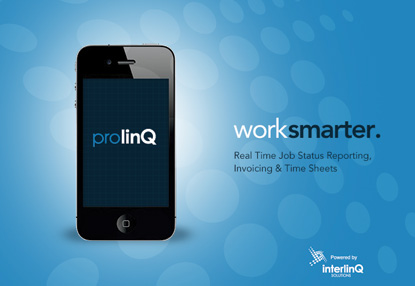 prolinQ
worksmarter.
Real Time Job Status Reporting,
Invoicing & Time Sheets
Powered by
interlinQ
SOLUTIONS